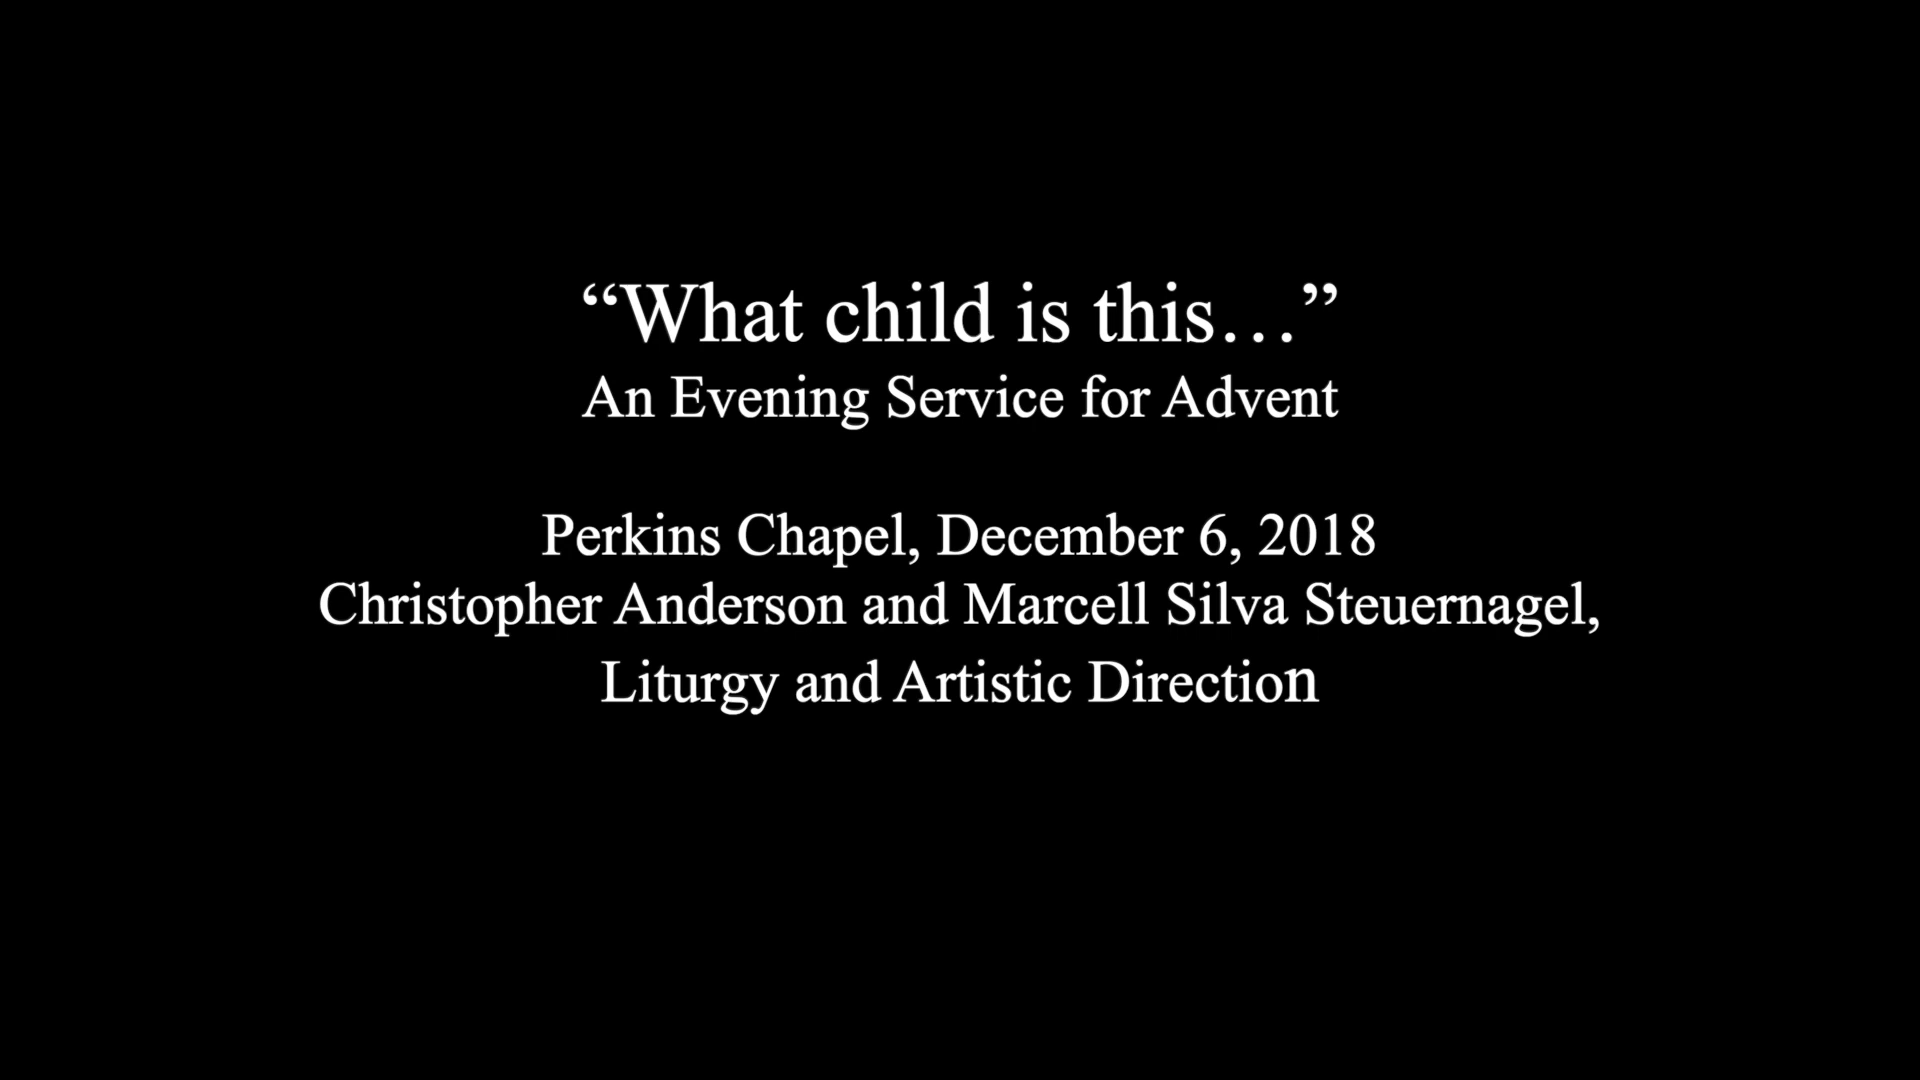 “What child is this…”
An Evening Service for Advent
Perkins Chapel, December 6, 2018
Christopher Anderson and Marcell Silva Steuernagel,
Liturgy and Artistic Direction